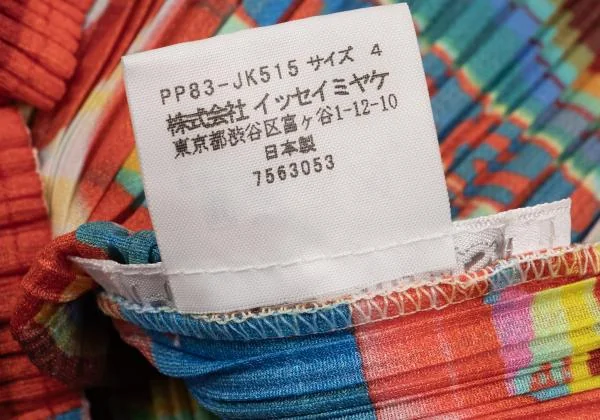 PP83-JK515 サイズ 4
株式会社 イッセイミヤケ
東京都渋谷区富ヶ谷1-12-10
日本製
7563053